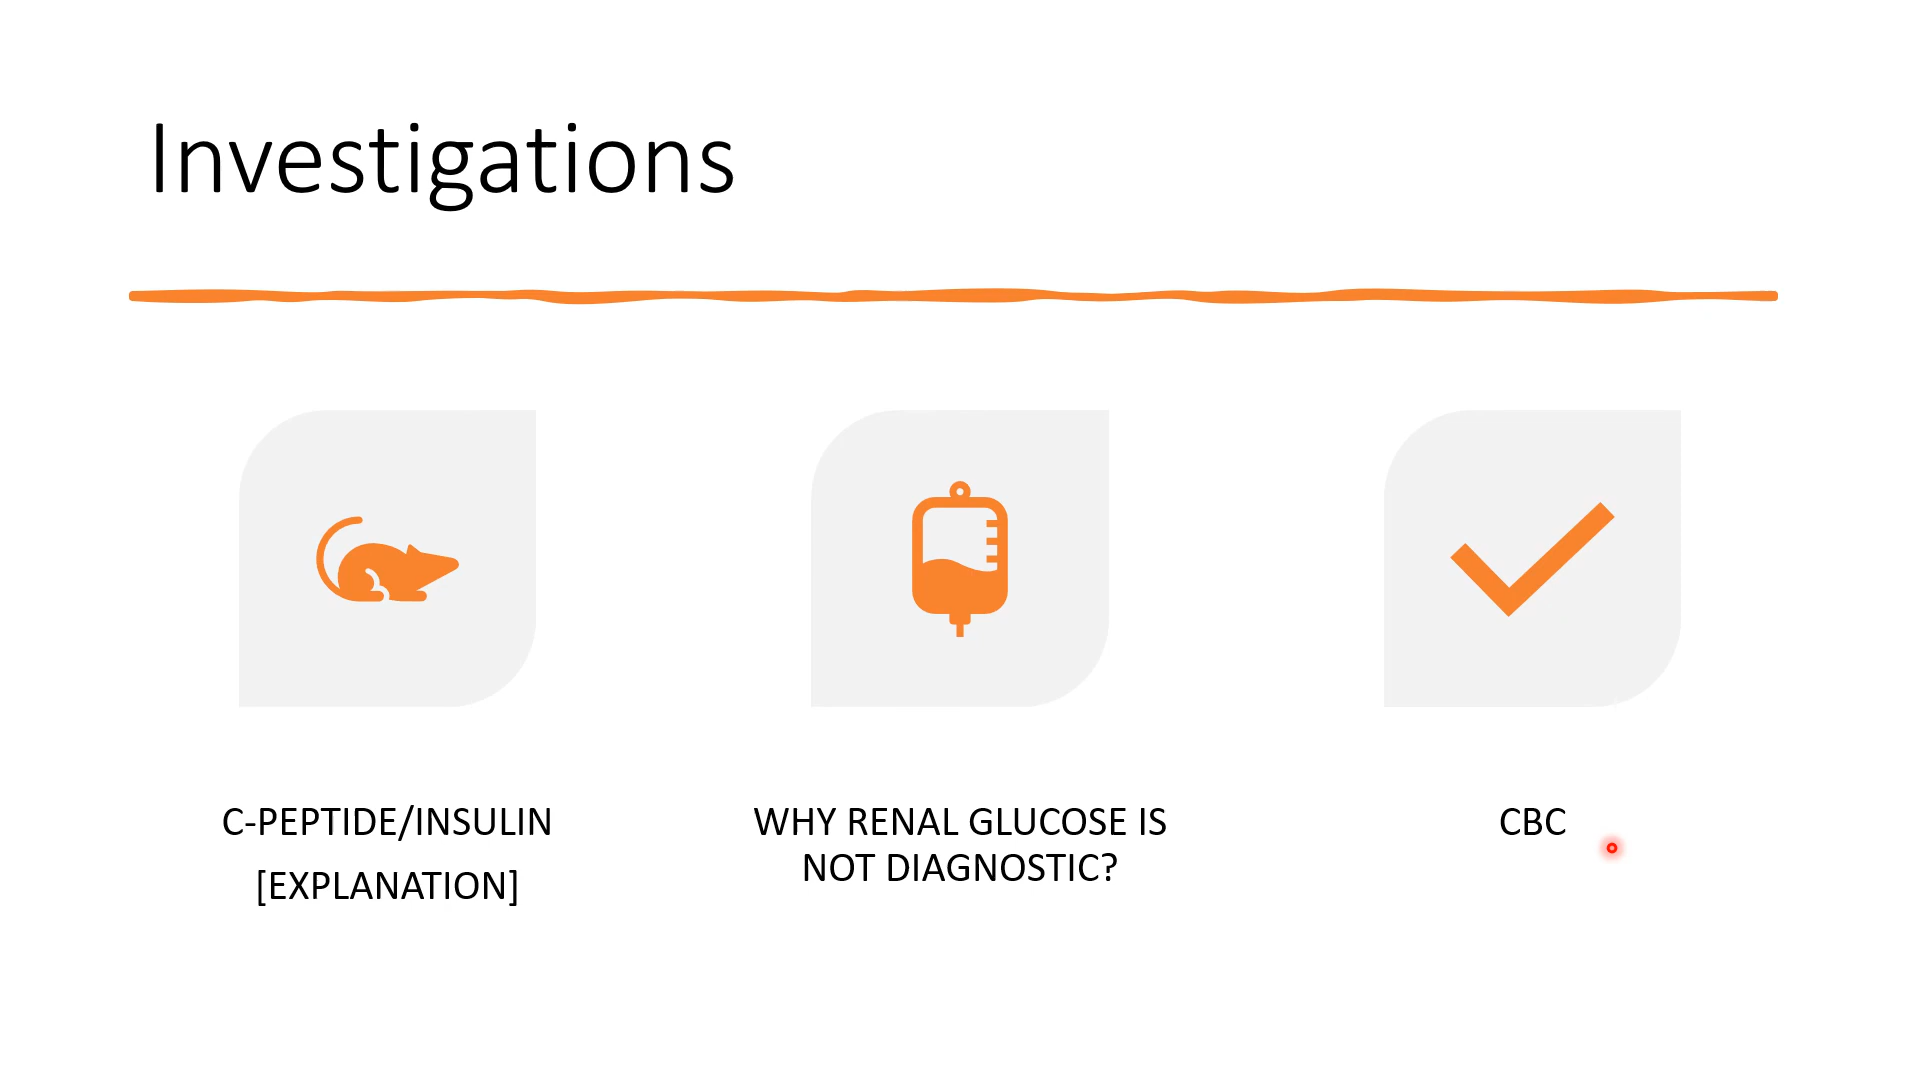 Investigations
C-PEPTIDE/INSULIN
[EXPLANATION]
WHY RENAL GLUCOSE IS
NOT DIAGNOSTIC?
CBC